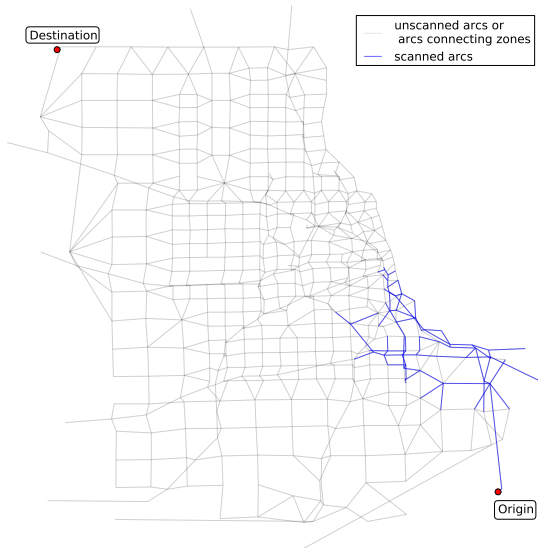 Destination
unscanned arcs or
arcs connecting zones
scanned arcs
Origin